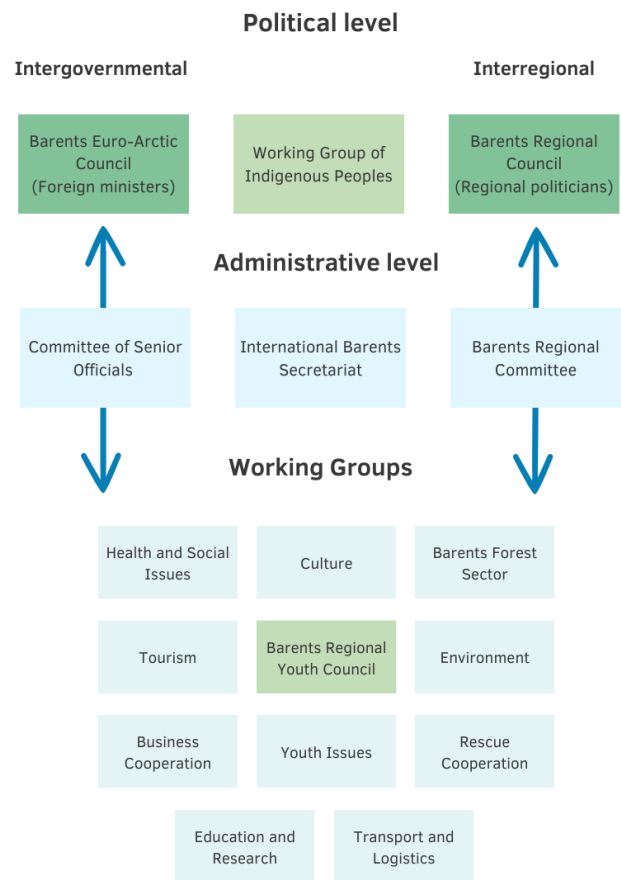 Political level
Intergovernmental
Interregional
Barents Euro-Arctic
Council
(Foreign ministers)
Working Group of
Indigenous Peoples
Barents Regional
Council
(Regional politicians)
Administrative level
Committee of Senior
Officials
International Barents
Secretariat
Barents Regional
Committee
Working Groups
Health and Social
Issues
Culture
Barents Forest
Sector
Tourism
Barents Regional
Youth Council
Environment
Business
Cooperation
Youth Issues
Rescue
Cooperation
Education and
Research
Transport and
Logistics